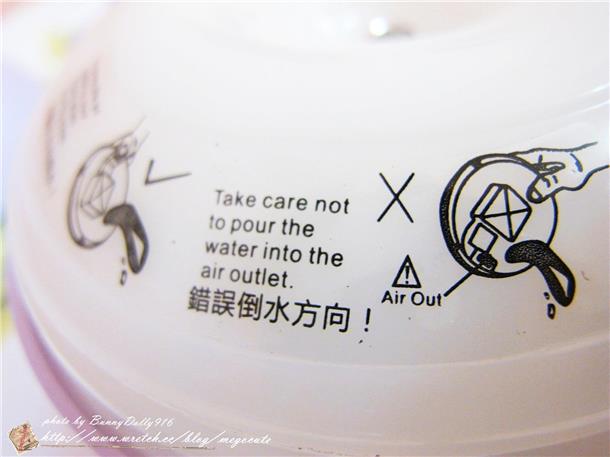 Take care not
to pour the
water into the
air outlet.
錯誤倒水方向！
Air Out
photo by BunnyDolly916
http://www.wretch.cc/blog/megacute